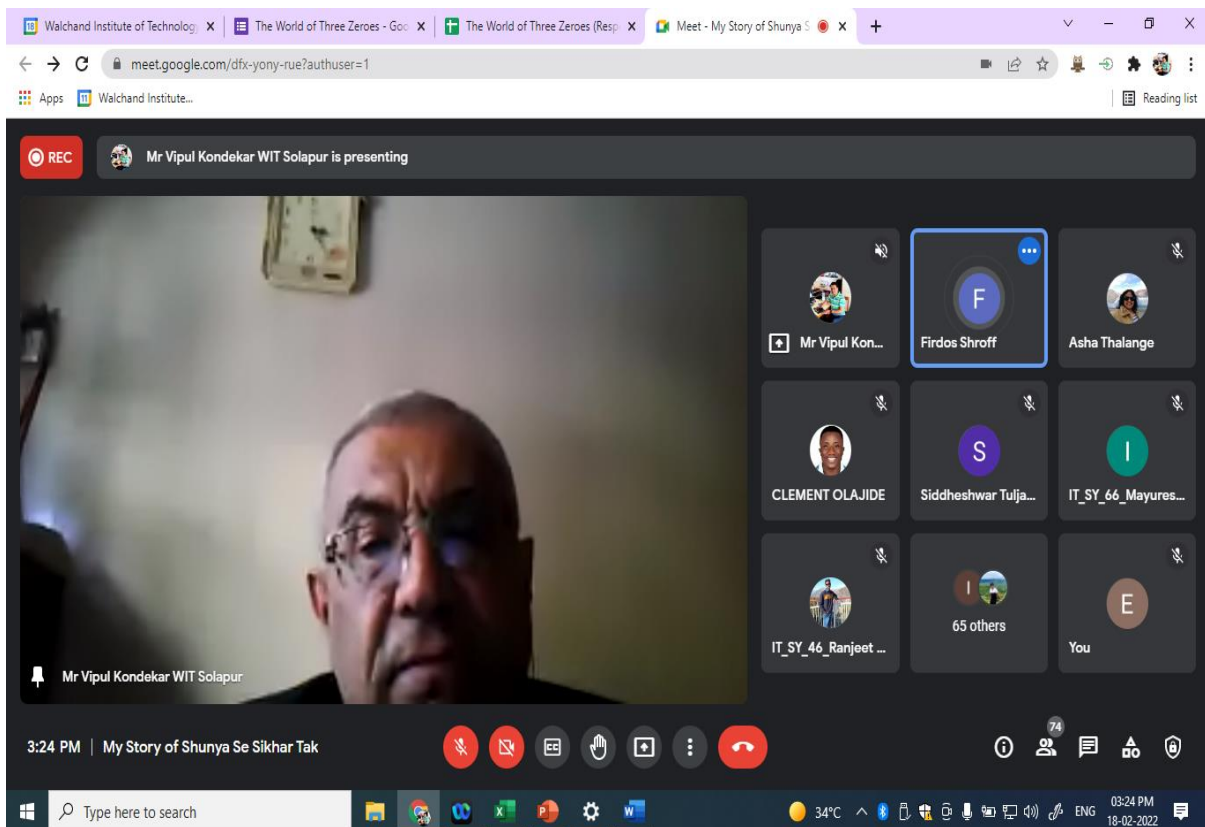 Walchand Institute of Technolog
The World of Three Zeroes - Goo
The World of Three Zeroes (Resp
Meet - My Story of Shunya S
meet.google.com/dfx-yony-rue?authuser=1
Apps
Walchand Institute...
Reading list
REC
Mr Vipul Kondekar WIT Solapur is presenting
Mr Vipul Kon...
F
Firdos Shroff
Asha Thalange
CLEMENT OLAJIDE
S
Siddheshwar Tulja...
I
IT_SY_66_Mayures...
IT_SY_46_Ranjeet ...
I
65 others
E
You
Mr Vipul Kondekar WIT Solapur
3:24 PM | My Story of Shunya Se Sikhar Tak
74
Type here to search
34°C
ENG
03:24 PM
18-02-2022